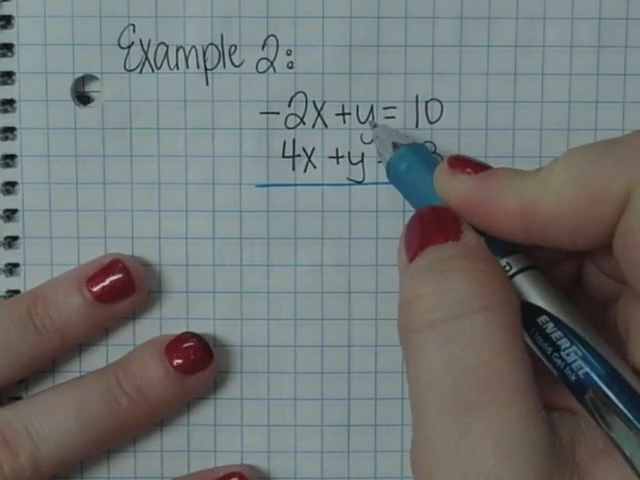 Example 2:
-2x + y = 10
4x + y
ENERGEL